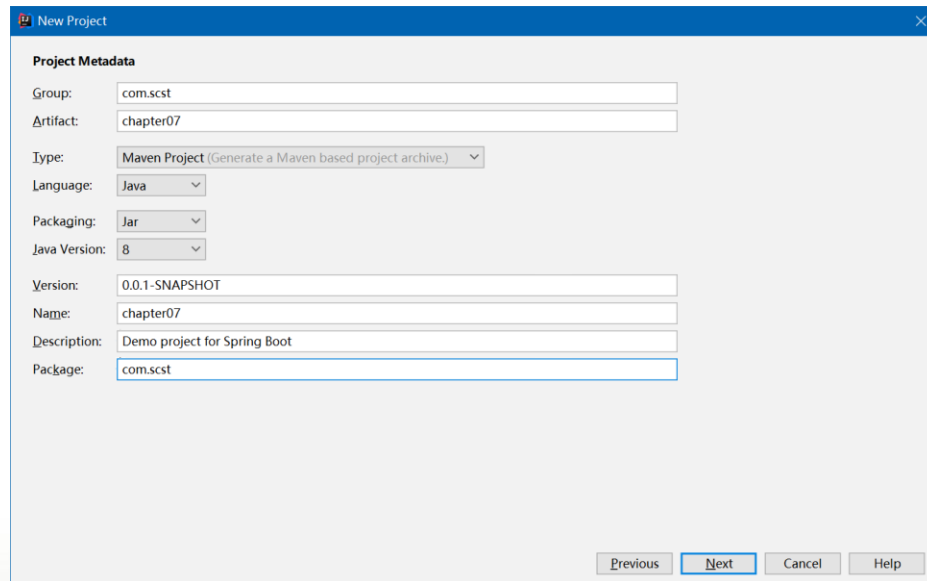 New Project
Project Metadata
Group: com.scst
Artifact: chapter07
Type: Maven Project (Generate a Maven based project archive.)
Language: Java
Packaging: Jar
Java Version: 8
Version: 0.0.1-SNAPSHOT
Name: chapter07
Description: Demo project for Spring Boot
Package: com.scst
Previous Next Cancel Help